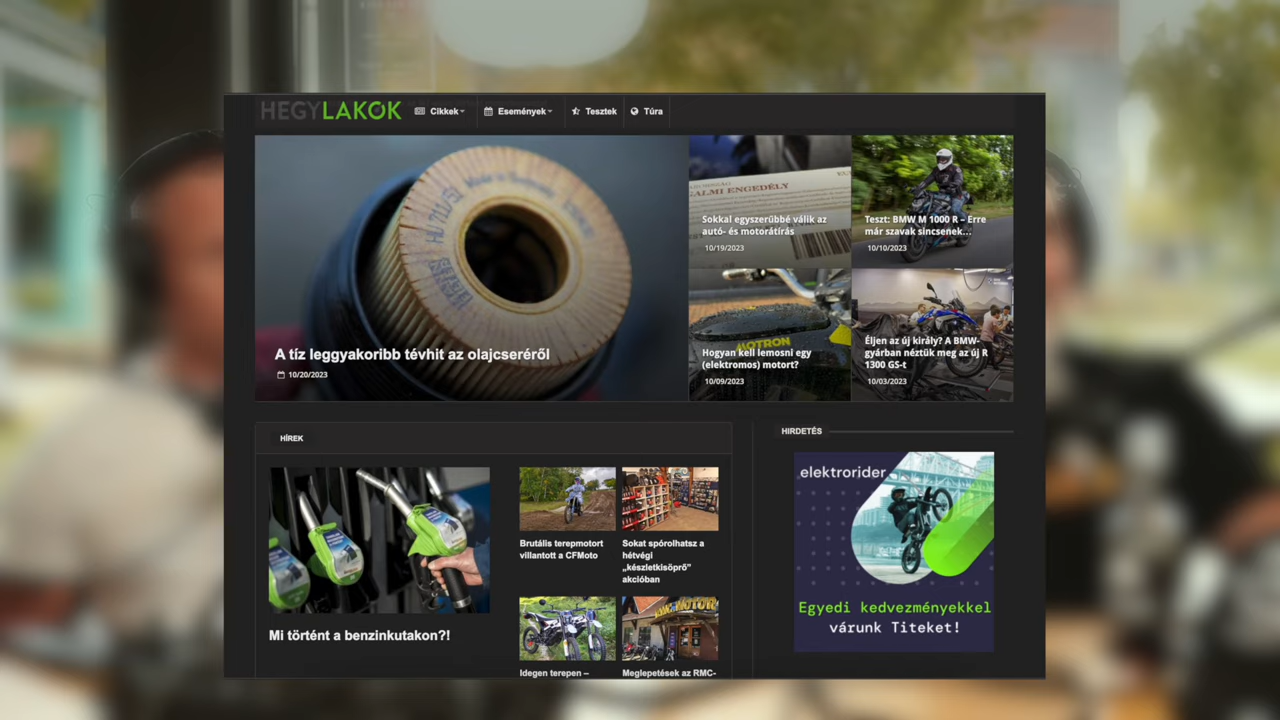 HEGYLAKÓK
Cikkek
Események
Tesztek
Túra
A tíz leggyakoribb tévhit az olajcseréről
10/20/2023
GALMI ENGEDÉLY
Sokkal egyszerűbbé válik az
autó- és motorátírás
10/19/2023
Teszt: BMW M 1000 R – Erre
már szavak sincsenek...
10/10/2023
MOTRON
Hogyan kell lemosni egy
(elektromos) motort?
10/09/2023
Éljen az új király? A BMW-
gyárban néztük meg az új R
1300 GS-t
10/03/2023
HÍREK
Mi történt a benzinkutakon?!
Brutális terepmotort
villantott a CFMoto
Sokat spórolhatsz a
hétvégi
„készletkisöprő”
akcióban
Idegen terepen –
Meglepetések az RMC-
HIRDETÉS
elektrorider
Egyedi kedvezményekkel
várunk Titeket!